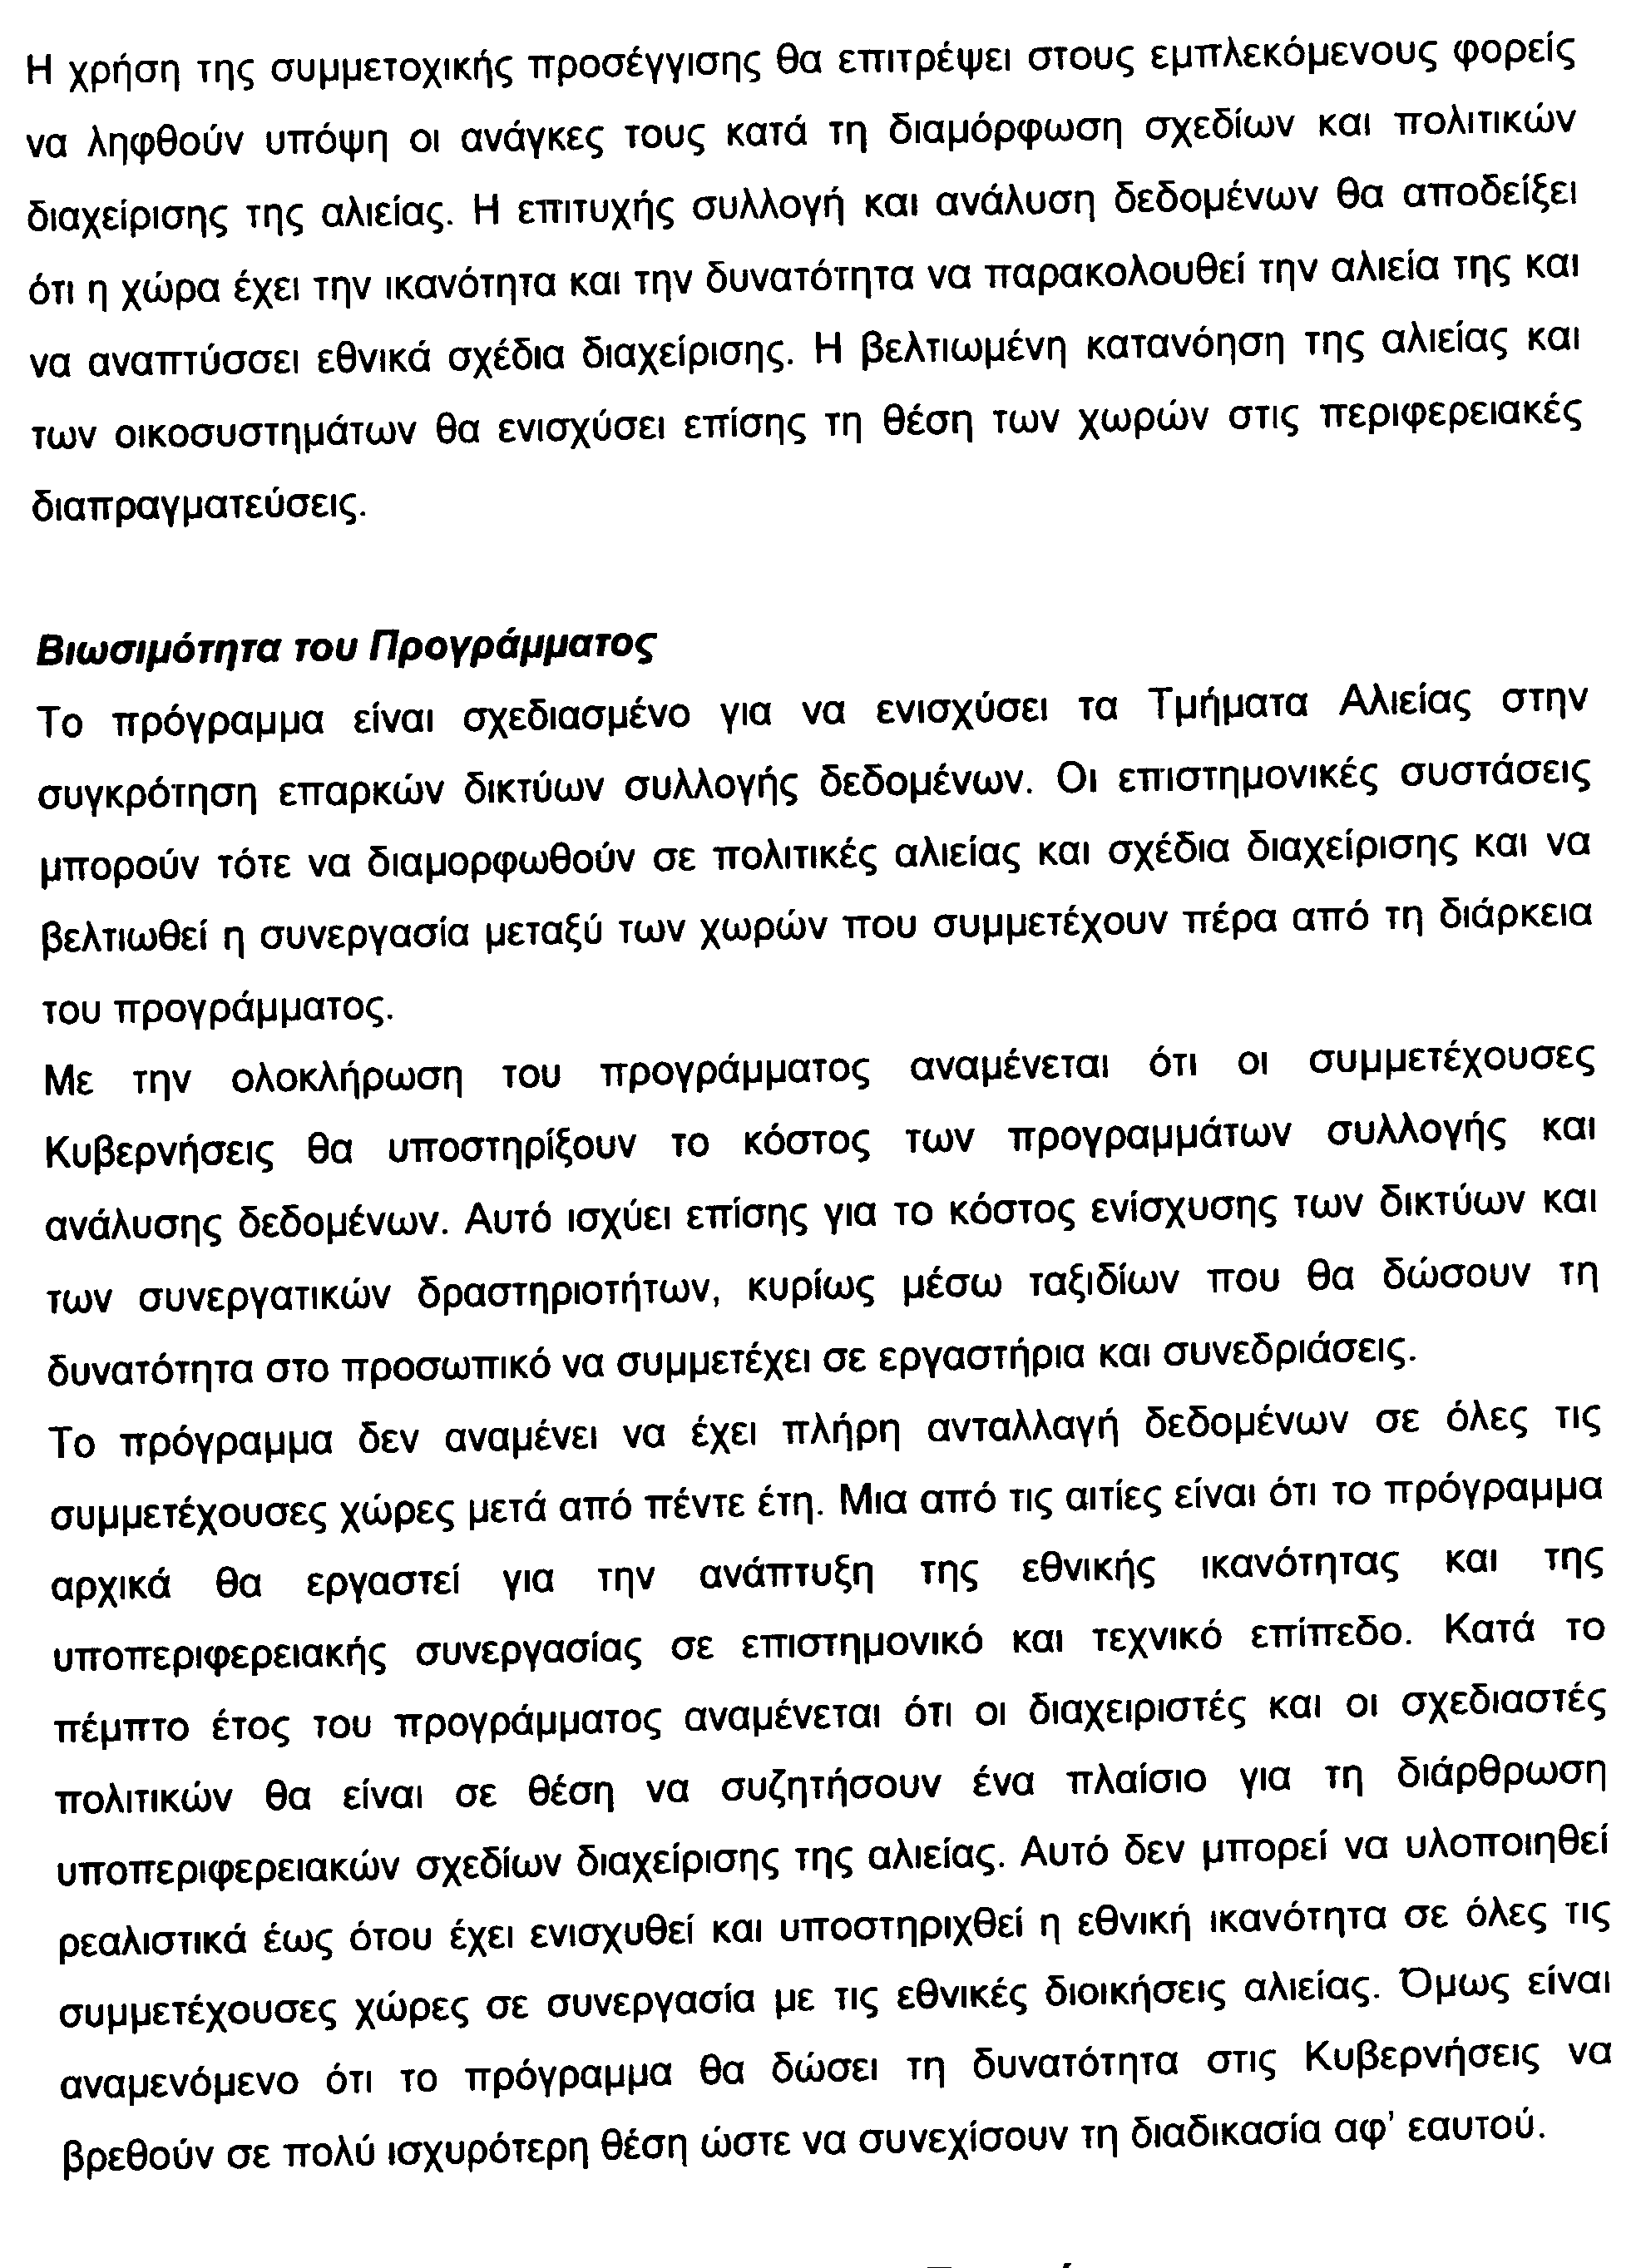 Η χρήση της συμμετοχικής προσέγγισης θα επιτρέψει στους εμπλεκόμενους φορείς
να ληφθούν υπόψη οι ανάγκες τους κατά τη διαμόρφωση σχεδίων και πολιτικών
διαχείρισης της αλιείας. Η επιτυχής συλλογή και ανάλυση δεδομένων θα αποδείξει
ότι η χώρα έχει την ικανότητα και την δυνατότητα να παρακολουθεί την αλιεία της και
να αναπτύσσει εθνικά σχέδια διαχείρισης. Η βελτιωμένη κατανόηση της αλιείας και
των οικοσυστημάτων θα ενισχύσει επίσης τη θέση των χωρών στις περιφερειακές
διαπραγματεύσεις.
Βιωσιμότητα του Προγράμματος
Το πρόγραμμα είναι σχεδιασμένο για να ενισχύσει τα Τμήματα Αλιείας στην
συγκρότηση επαρκών δικτύων συλλογής δεδομένων. Οι επιστημονικές συστάσεις
μπορούν τότε να διαμορφωθούν σε πολιτικές αλιείας και σχέδια διαχείρισης και να
βελτιωθεί η συνεργασία μεταξύ των χωρών που συμμετέχουν πέρα από τη διάρκεια
του προγράμματος.
Με την ολοκλήρωση του προγράμματος αναμένεται ότι οι συμμετέχουσες
Κυβερνήσεις θα υποστηρίξουν το κόστος των προγραμμάτων συλλογής και
ανάλυσης δεδομένων. Αυτό ισχύει επίσης για το κόστος ενίσχυσης των δικτύων και
των συνεργατικών δραστηριοτήτων, κυρίως μέσω ταξιδίων που θα δώσουν τη
δυνατότητα στο προσωπικό να συμμετέχει σε εργαστήρια και συνεδριάσεις.
Το πρόγραμμα δεν αναμένει να έχει πλήρη ανταλλαγή δεδομένων σε όλες τις
συμμετέχουσες χώρες μετά από πέντε έτη. Μια από τις αιτίες είναι ότι το πρόγραμμα
αρχικά θα εργαστεί για την ανάπτυξη της εθνικής ικανότητας και της
υποπεριφερειακής συνεργασίας σε επιστημονικό και τεχνικό επίπεδο. Κατά το
πέμπτο έτος του προγράμματος αναμένεται ότι οι διαχειριστές και οι σχεδιαστές
πολιτικών θα είναι σε θέση να συζητήσουν ένα πλαίσιο για τη διάρθρωση
υποπεριφερειακών σχεδίων διαχείρισης της αλιείας. Αυτό δεν μπορεί να υλοποιηθεί
ρεαλιστικά έως ότου έχει ενισχυθεί και υποστηριχθεί η εθνική ικανότητα σε όλες τις
συμμετέχουσες χώρες σε συνεργασία με τις εθνικές διοικήσεις αλιείας. Όμως είναι
αναμενόμενο ότι το πρόγραμμα θα δώσει τη δυνατότητα στις Κυβερνήσεις να
βρεθούν σε πολύ ισχυρότερη θέση ώστε να συνεχίσουν τη διαδικασία αφ' εαυτού.